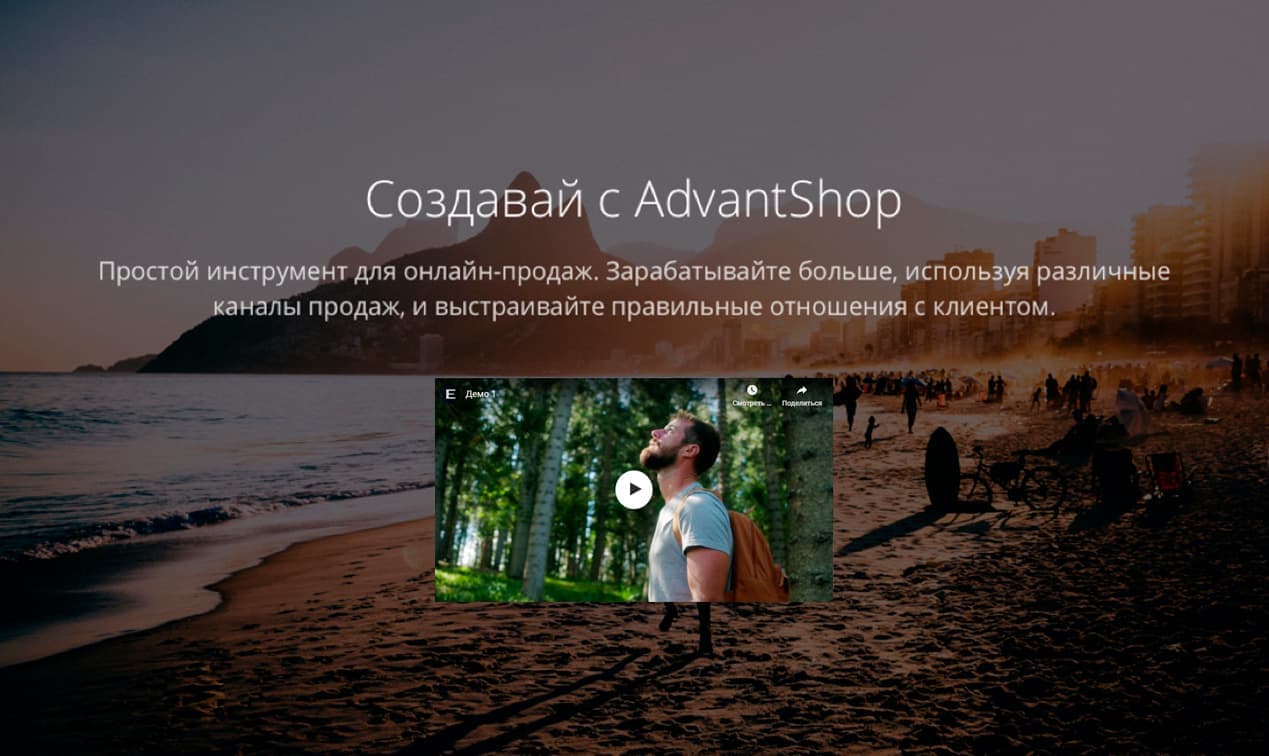 Создавай с AdvantShop
Простой инструмент для онлайн-продаж. Зарабатывайте больше, используя различные
каналы продаж, и выстраивайте правильные отношения с клиентом.
Демо 1
Смотреть ...
Поделиться